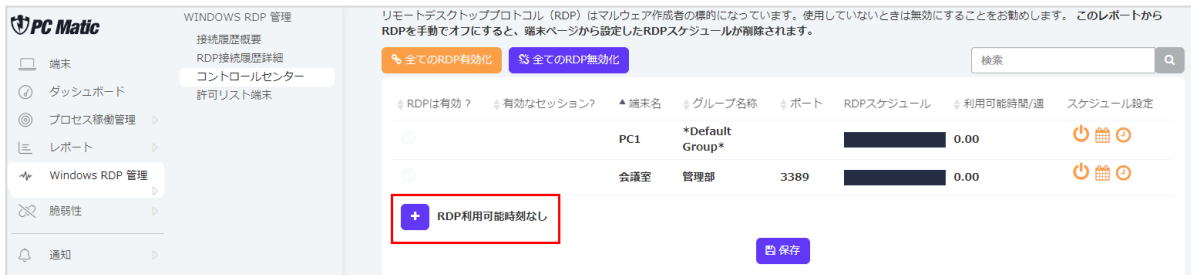 PC Matic
端末
ダッシュボード
プロセス稼働管理
レポート
Windows RDP 管理
脆弱性
通知
WINDOWS RDP 管理
接続履歴概要
RDP接続履歴詳細
コントロールセンター
許可リスト端末
リモートデスクトッププロトコル（RDP）はマルウェア作成者の標的になっています。使用していないときは無効にすることをお勧めします。 このレポートから
RDPを手動でオフにすると、端末ページから設定したRDPスケジュールが削除されます。
全てのRDP有効化 全てのRDP無効化 検索
RDPは有効？ 有効なセッション? 端末名 グループ名称 ポート RDPスケジュール 利用可能時間/週 スケジュール設定
PC1 *Default Group* 0.00
会議室 管理部 3389 0.00
+ RDP利用可能時刻なし
保存